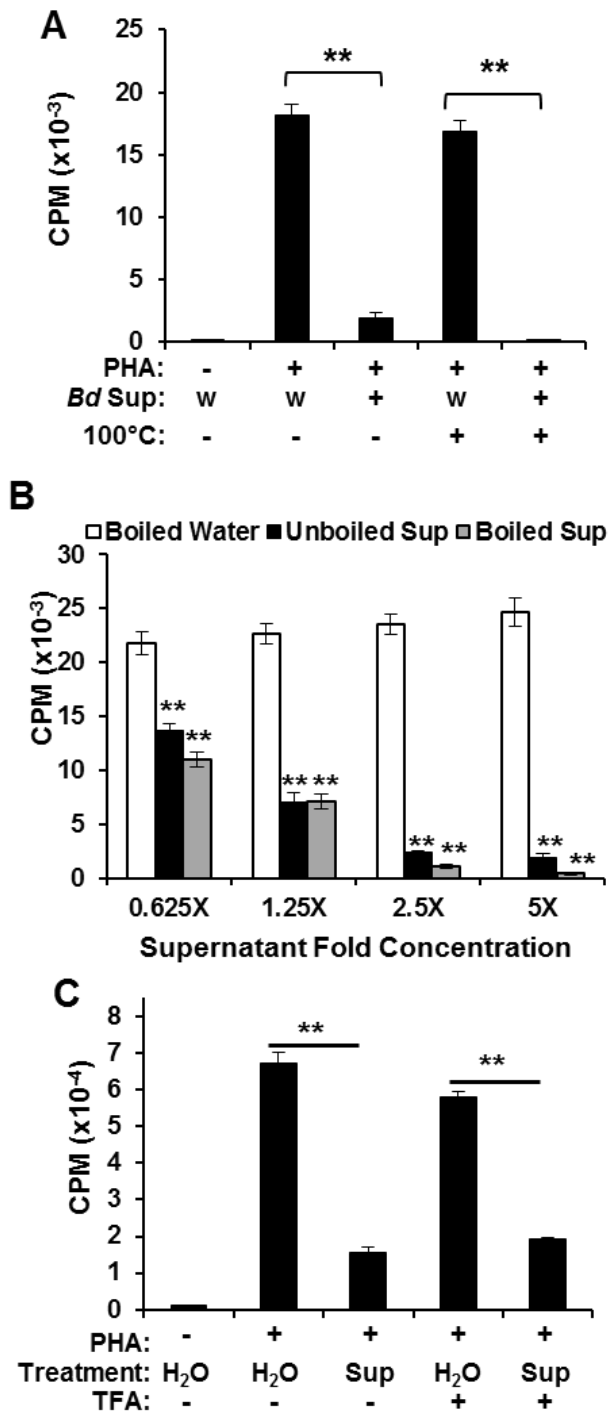 A
25
**
**
20
15
10
5
0
CPM (x10⁻³)
PHA: - + + + +
Bd Sup: w w + w +
100°C: - - - + +
B
Boiled Water Unboiled Sup Boiled Sup
30
25
20
15
10
5
0
CPM (x10⁻³)
** ** ** ** ** ** ** **
0.625X 1.25X 2.5X 5X
Supernatant Fold Concentration
C
8
**
7
**
6
5
4
3
2
1
0
CPM (x10⁻⁴)
PHA: - + + + +
Treatment: H₂O H₂O Sup H₂O Sup
TFA: - - - + +